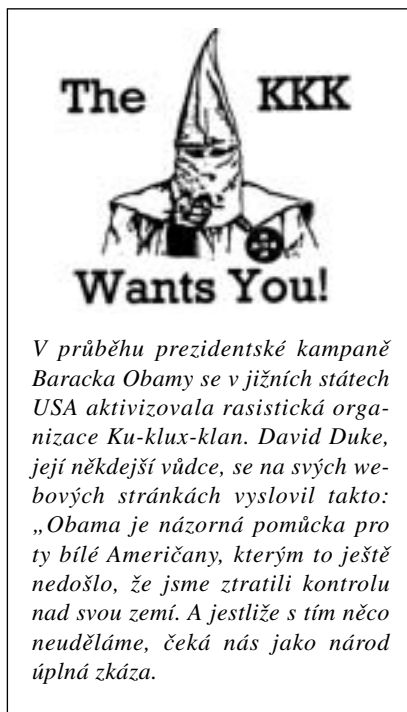 The KKK
Wants You!
V průběhu prezidentské kampaně
Baracka Obamy se v jižních státech
USA aktivizovala rasistická orga-
nizace Ku-klux-klan. David Duke,
její někdejší vůdce, se na svých we-
bových stránkách vyslovil takto:
„Obama je názorná pomůcka pro
ty bílé Američany, kterým to ještě
nedošlo, že jsme ztratili kontrolu
nad svou zemí. A jestliže s tím něco
neuděláme, čeká nás jako národ
úplná zkáza.